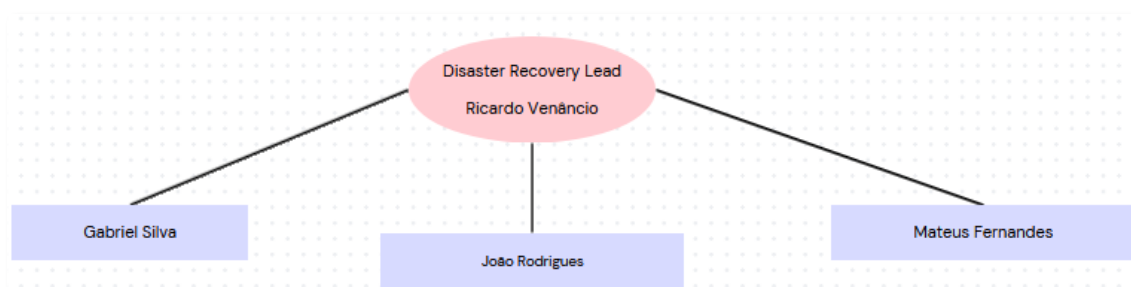 Disaster Recovery Lead
Ricardo Venâncio
Gabriel Silva
João Rodrigues
Mateus Fernandes